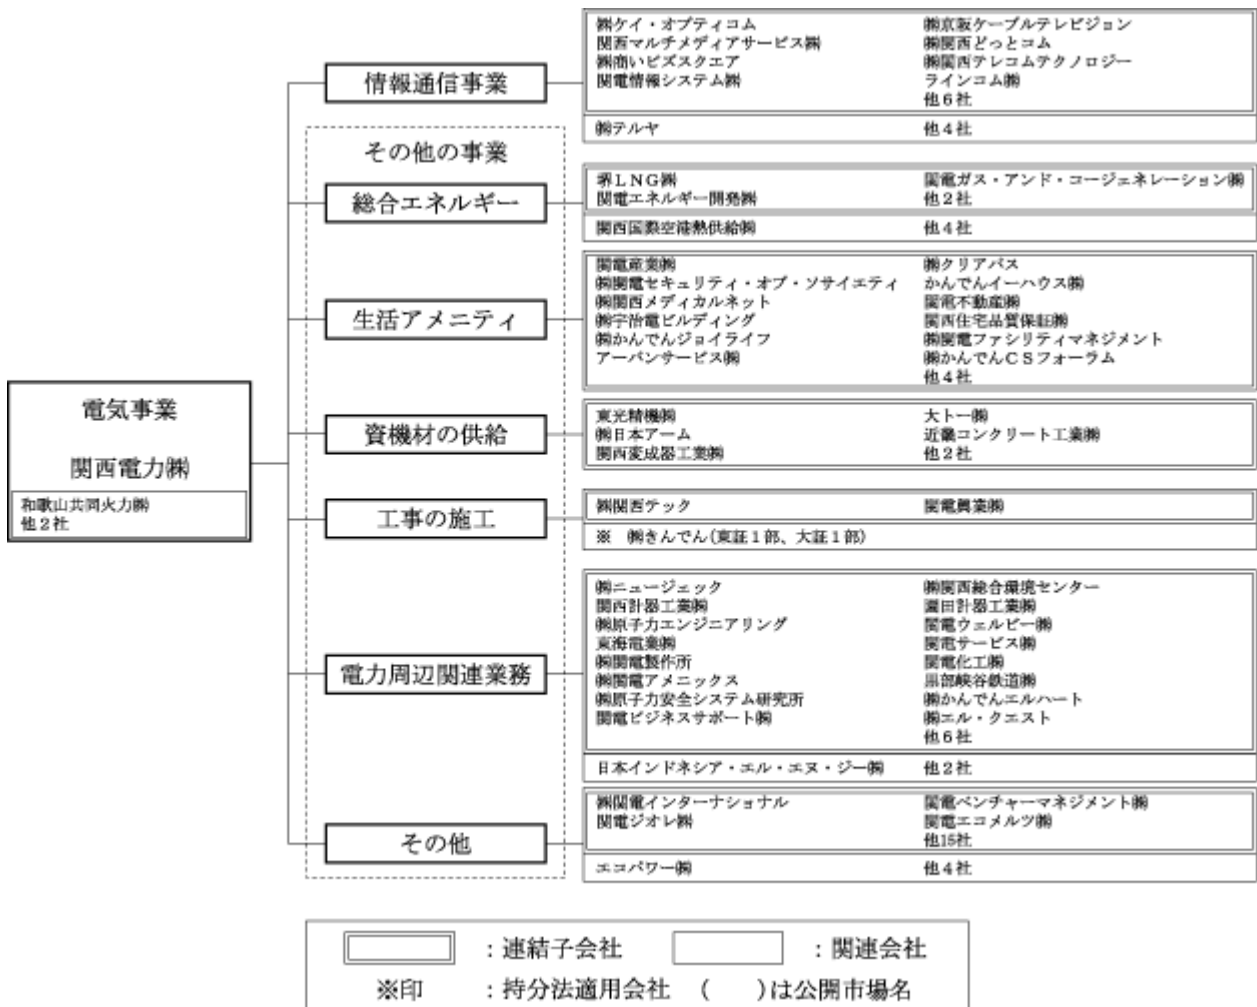 情報通信事業
㈱ケイ・オプティコム
関西マルチメディアサービス㈱
㈱商いビズスクエア
関電情報システム㈱
㈱京阪ケーブルテレビジョン
㈱関西どっとコム
㈱関西テレコムテクノロジー
ラインコム㈱
他６社
㈱テルヤ
他４社
その他の事業
総合エネルギー
堺ＬＮＧ㈱
関電エネルギー開発㈱
関電ガス・アンド・コージェネレーション㈱
他２社
関西国際空港熱供給㈱
他４社
生活アメニティ
関電産業㈱
㈱関電セキュリティ・オブ・ソサイエティ
㈱関西メディカルネット
㈱宇治電ビルディング
㈱かんでんジョイライフ
アーバンサービス㈱
㈱クリアパス
かんでんイーハウス㈱
関電不動産㈱
関西住宅品質保証㈱
㈱関電ファシリティマネジメント
㈱かんでんＣＳフォーラム
他４社
電気事業
関西電力㈱
和歌山共同火力㈱
他２社
資機材の供給
東光精機㈱
㈱日本アーム
関西変成器工業㈱
大トー㈱
近畿コンクリート工業㈱
他２社
工事の施工
㈱関西テック
関電興業㈱
※　㈱きんでん(東証１部、大証１部)
電力周辺関連業務
㈱ニュージェック
関西計器工業㈱
㈱原子力エンジニアリング
東海電業㈱
㈱関電製作所
㈱関電アメニックス
㈱原子力安全システム研究所
関電ビジネスサポート㈱
㈱関西総合環境センター
園田計器工業㈱
関電ウェルビー㈱
関電サービス㈱
関電化工㈱
黒部峡谷鉄道㈱
㈱かんでんエルハート
㈱エル・クエスト
他６社
日本インドネシア・エル・エヌ・ジー㈱
他２社
その他
㈱関電インターナショナル
関電ジオレ㈱
関電ベンチャーマネジメント㈱
関電エコメルツ㈱
他15社
エコパワー㈱
他４社
：連結子会社
：関連会社
※印　：持分法適用会社　(　　)は公開市場名